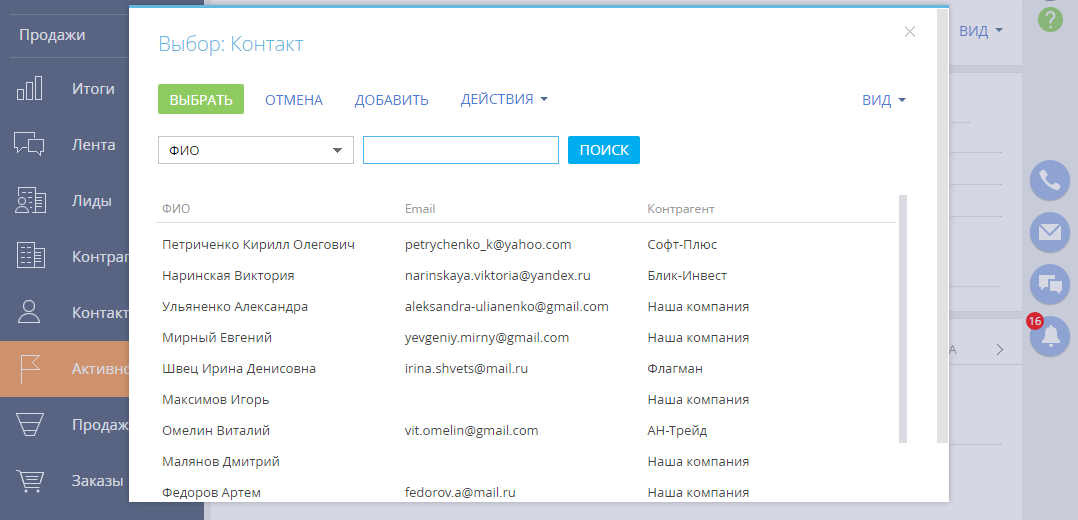 Продажи
Итоги
Лента
Лиды
Контраг
Контакт
Активно
Продаж
Заказы
Выбор: Контакт
ВЫБРАТЬ ОТМЕНА ДОБАВИТЬ ДЕЙСТВИЯ ВИД
ФИО ПОИСК
ФИО Email Контрагент
Петриченко Кирилл Олегович petrychenko_k@yahoo.com Софт-Плюс
Наринская Виктория narinskaya.viktoria@yandex.ru Блик-Инвест
Ульяненко Александра aleksandra-ulianenko@gmail.com Наша компания
Мирный Евгений yevgeniy.mirny@gmail.com Наша компания
Швец Ирина Денисовна irina.shvets@mail.ru Флагман
Максимов Игорь Наша компания
Омелин Виталий vit.omelin@gmail.com АН-Трейд
Малянов Дмитрий Наша компания
Федоров Артем fedorov.a@mail.ru Наша компания
ВИД
?
16
А